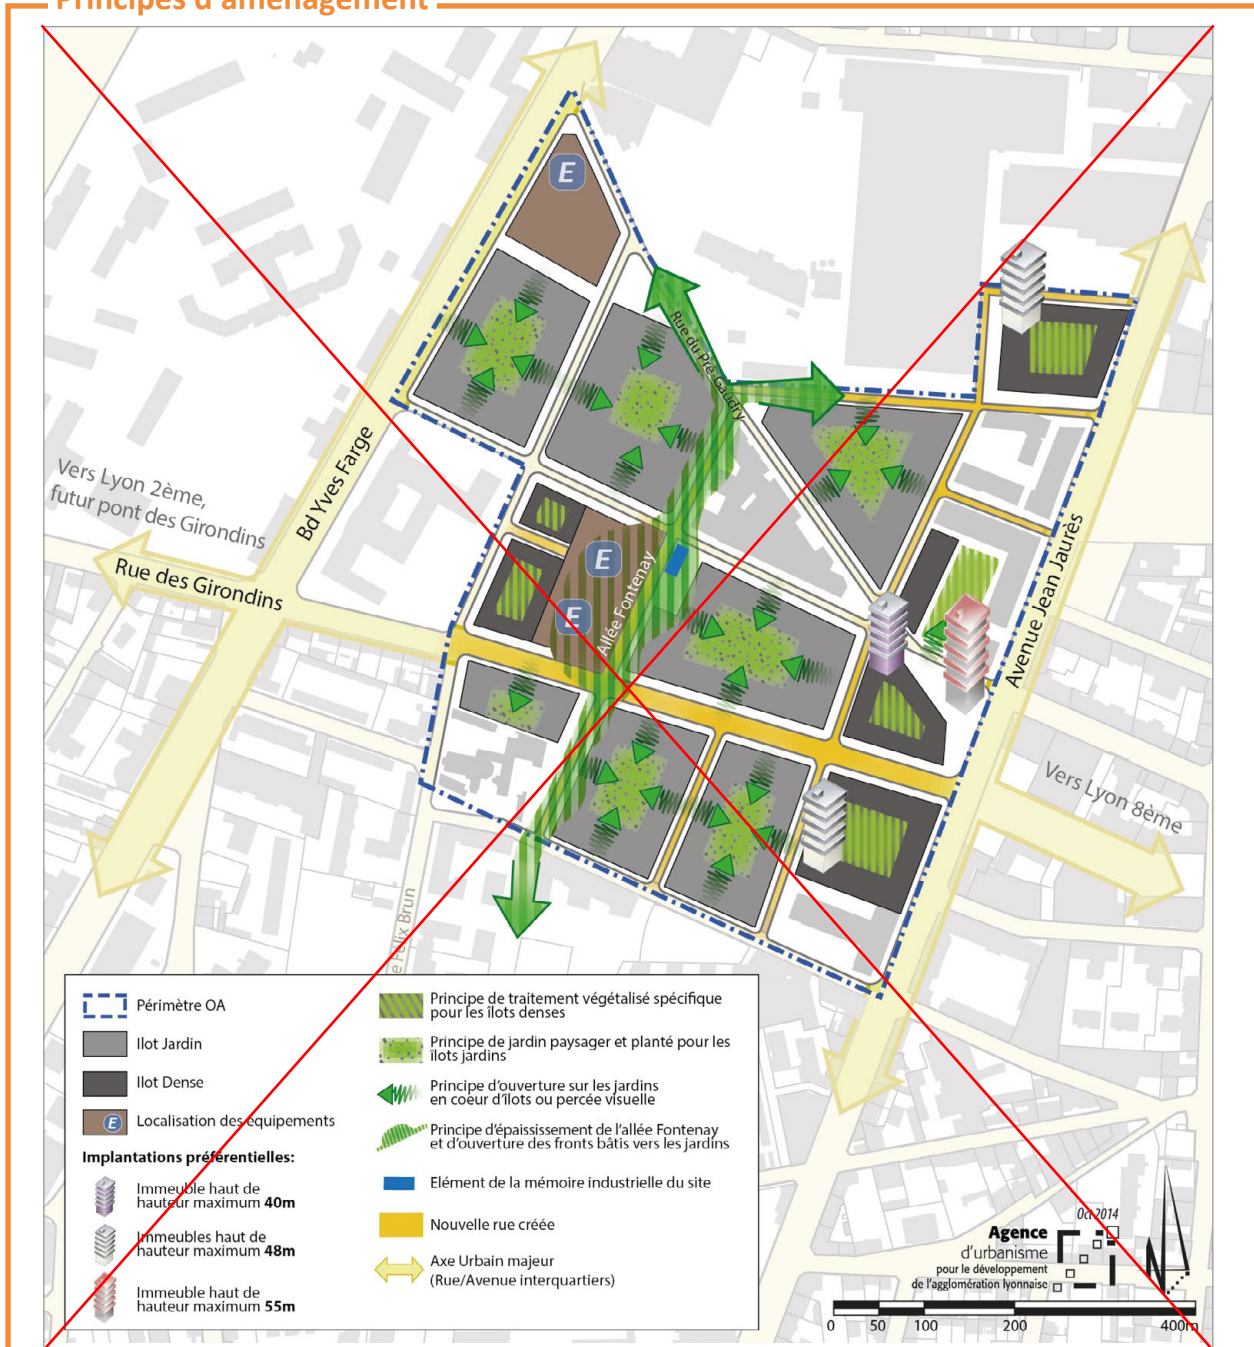 Principes d'aménagement
E
Rue du Pré-Gaudry
Vers Lyon 2ème,
futur pont des Girondins
Bd Yves Farge
Rue des Girondins
E
E
Allée Fontenay
Avenue Jean Jaurès
Vers Lyon 8ème
Félix Brun
Périmètre OA
Ilot Jardin
Ilot Dense
E
Localisation des équipements
Implantations préférentielles:
Immeuble haut de
hauteur maximum 40m
Immeubles haut de
hauteur maximum 48m
Immeuble haut de
hauteur maximum 55m
Principe de traitement végétalisé spécifique
pour les îlots denses
Principe de jardin paysager et planté pour les
îlots jardins
Principe d'ouverture sur les jardins
en coeur d'îlots ou percée visuelle
Principe d'épaississement de l'allée Fontenay
et d'ouverture des fronts bâtis vers les jardins
Elément de la mémoire industrielle du site
Nouvelle rue créée
Axe Urbain majeur
(Rue/Avenue interquartiers)
Oct 2014
Agence
d'urbanisme
pour le développement
de l'agglomération lyonnaise
0 50 100 200 400m